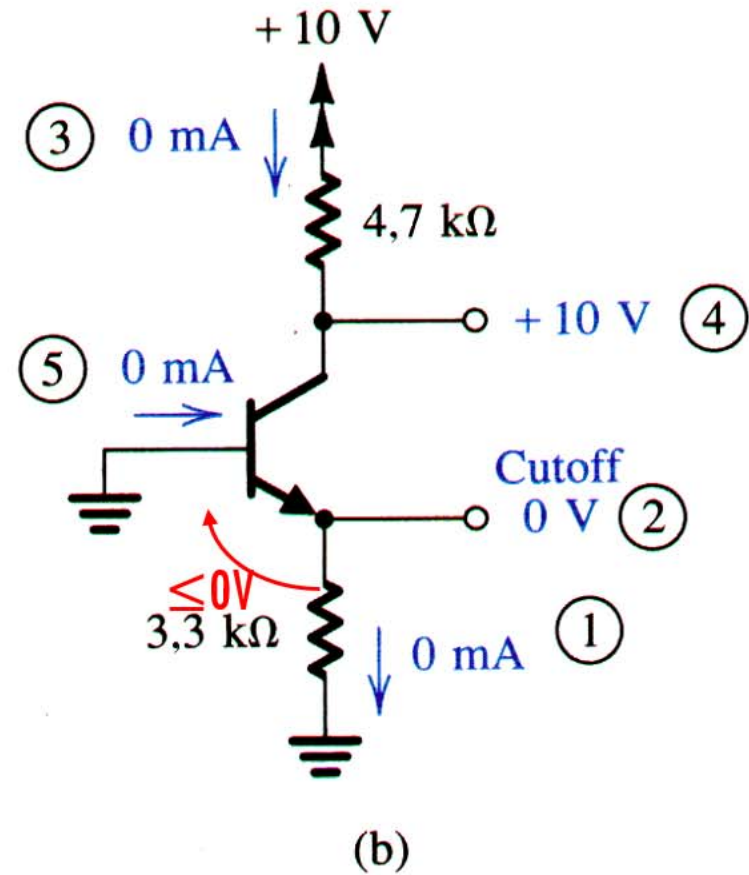 + 10 V
3 0 mA
4,7 kΩ
+ 10 V 4
5 0 mA
Cutoff
0 V 2
≤0V
3,3 kΩ
0 mA 1
(b)